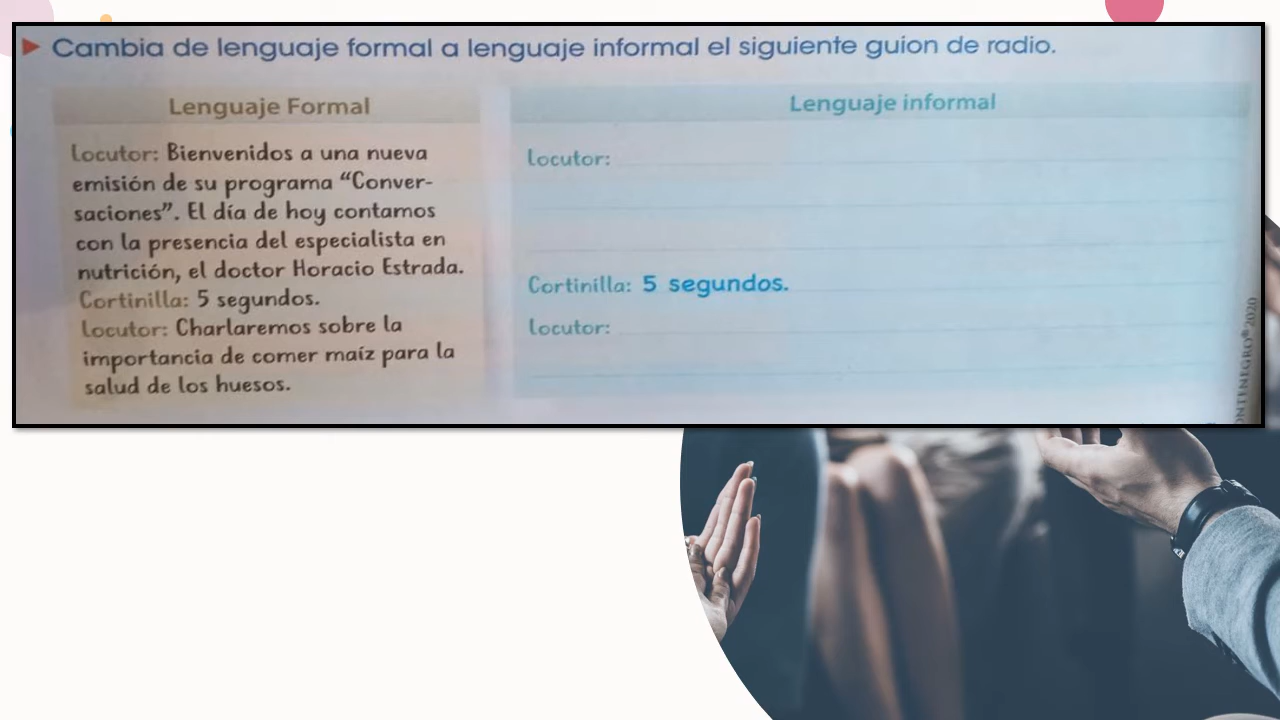 Cambia de lenguaje formal a lenguaje informal el siguiente guion de radio.
Lenguaje Formal
Locutor: Bienvenidos a una nueva
emisión de su programa “Conver-
saciones”. El día de hoy contamos
con la presencia del especialista en
nutrición, el doctor Horacio Estrada.
Cortinilla: 5 segundos.
Locutor: Charlaremos sobre la
importancia de comer maíz para la
salud de los huesos.
Lenguaje informal
Locutor:
Cortinilla: 5 segundos.
Locutor: